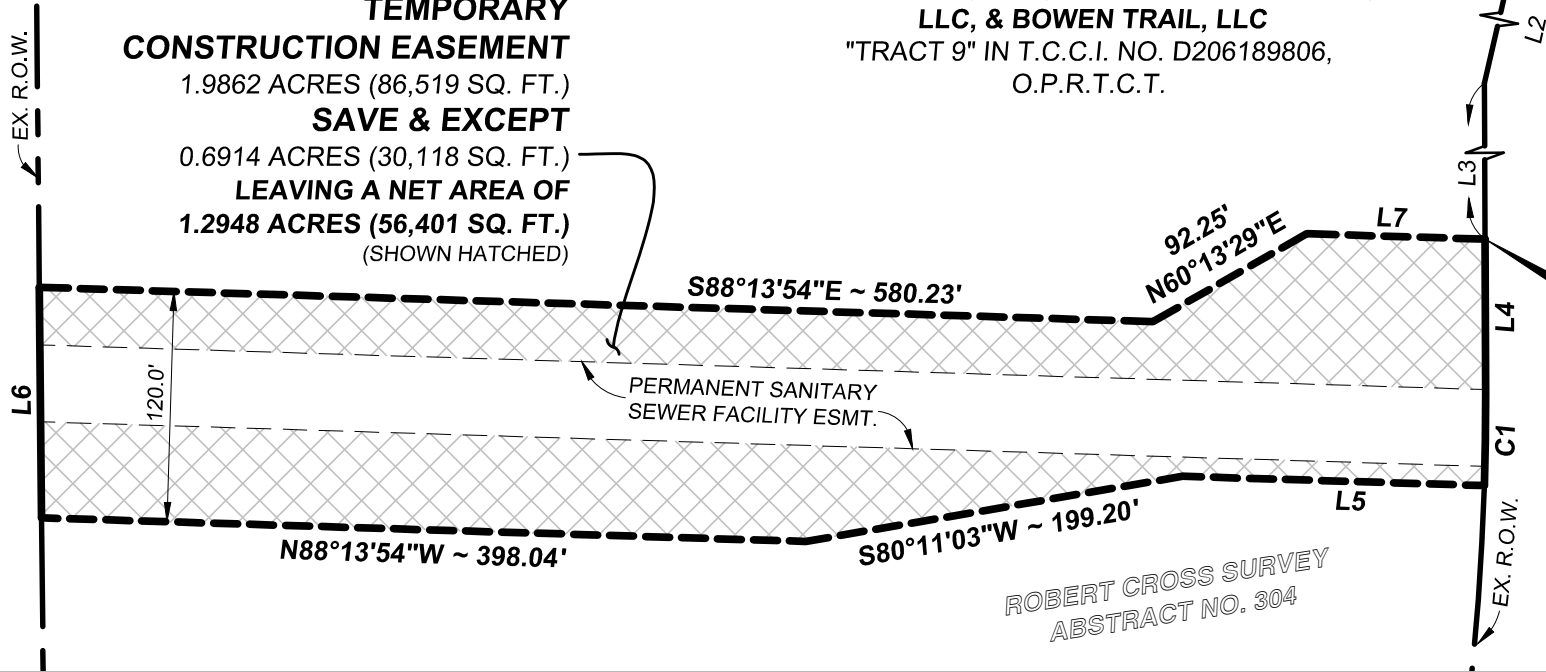 TEMPORARY
CONSTRUCTION EASEMENT
1.9862 ACRES (86,519 SQ. FT.)
SAVE & EXCEPT
0.6914 ACRES (30,118 SQ. FT.)
LEAVING A NET AREA OF
1.2948 ACRES (56,401 SQ. FT.)
(SHOWN HATCHED)
LLC, & BOWEN TRAIL, LLC
"TRACT 9" IN T.C.C.I. NO. D206189806,
O.P.R.T.C.T.
EX. R.O.W.
L2
L3
L7
92.25'
N60°13'29"E
S88°13'54"E ~ 580.23'
L4
L6
120.0'
PERMANENT SANITARY
SEWER FACILITY ESMT.
C1
L5
S80°11'03"W ~ 199.20'
N88°13'54"W ~ 398.04'
EX. R.O.W.
ROBERT CROSS SURVEY
ABSTRACT NO. 304